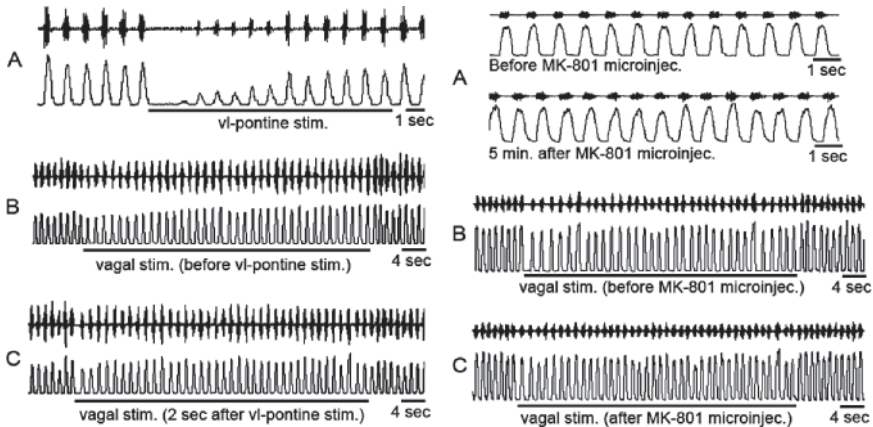 A
vl-pontine stim.
1 sec
B
vagal stim. (before vl-pontine stim.)
4 sec
C
vagal stim. (2 sec after vl-pontine stim.)
4 sec
A
Before MK-801 microinjec.
1 sec
5 min. after MK-801 microinjec.
1 sec
B
vagal stim. (before MK-801 microinjec.)
4 sec
C
vagal stim. (after MK-801 microinjec.)
4 sec